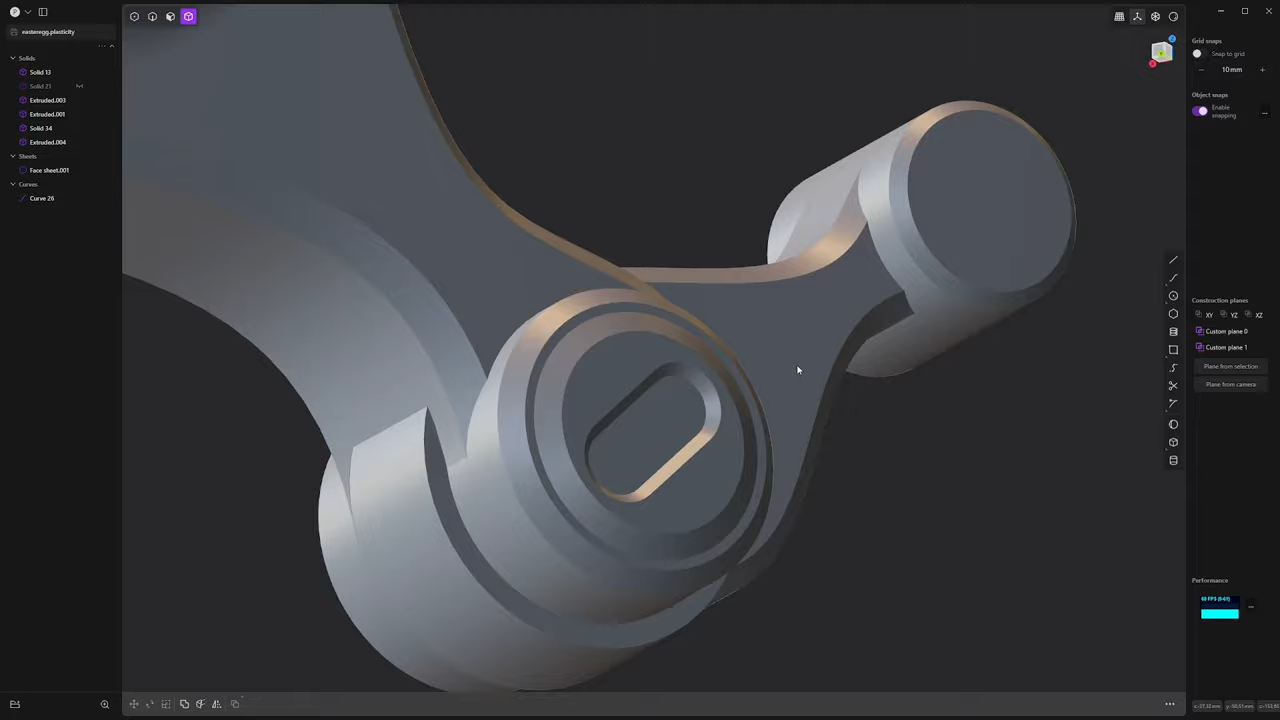 P
easteregg.plasticity
Solids
Solid 13
Solid 21
Extruded.003
Extruded.001
Solid 34
Extruded.004
Sheets
Face sheet.001
Curves
Curve 26
Grid snaps
Snap to grid
10mm
Object snaps
Enable snapping
Construction planes
XY YZ XZ
Custom plane 0
Custom plane 1
Plane from selection
Plane from camera
Performance